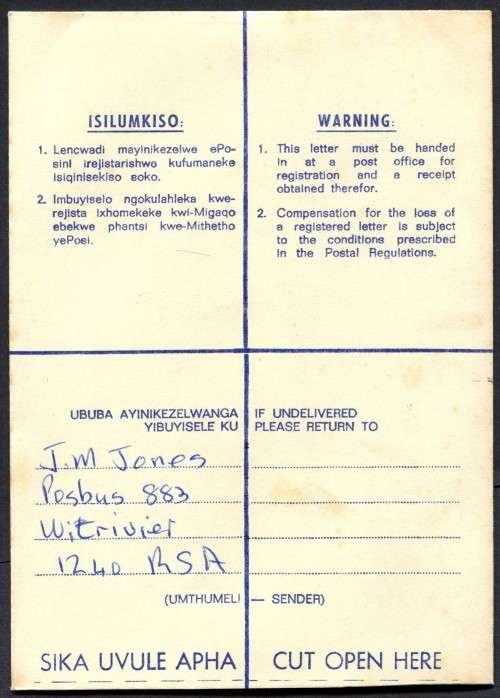 ISILUMKISO:
1. Lencwadi mayinikezelwe ePo-
sini irejistarishwe kufumaneke
isiqinisekiso soko.
2. Imbuyiselo ngokulahleka kwe-
rejista ixhomekeke kwi-Migaqo
ebekwe phantsi kwe-Mithetho
yePosi.
WARNING:
1. This letter must be handed
in at a post office for
registration and a receipt
obtained therefor.
2. Compensation for the loss of
a registered letter is subject
to the conditions prescribed
in the Postal Regulations.
UBUBA AYINIKEZELWANGA
YIBUYISELE KU
IF UNDELIVERED
PLEASE RETURN TO
J.M Jones
Posbus 883
Witrivier
1240 RSA
(UMTHUMELI — SENDER)
SIKA UVULE APHA
CUT OPEN HERE